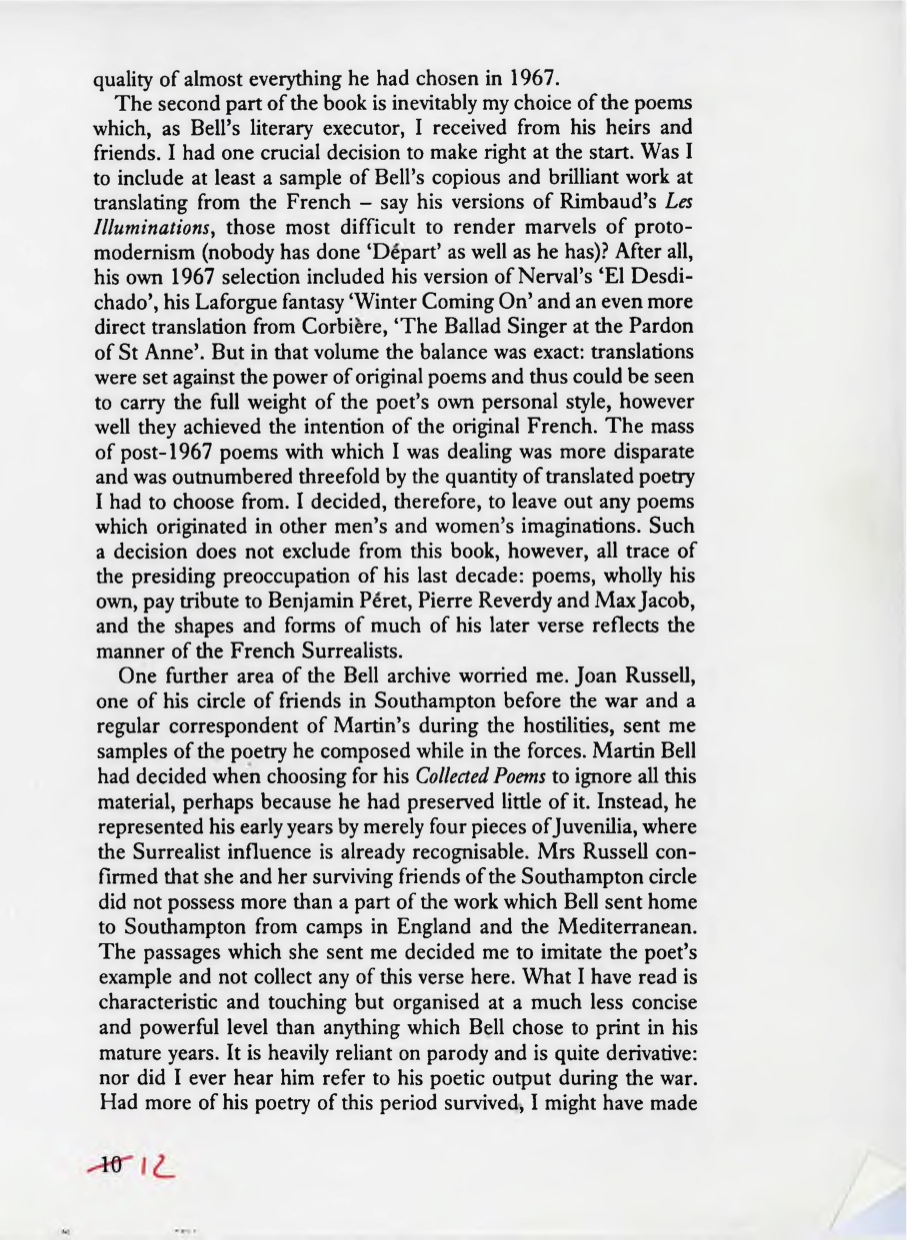 quality of almost everything he had chosen in 1967.
The second part of the book is inevitably my choice of the poems
which, as Bell's literary executor, I received from his heirs and
friends. I had one crucial decision to make right at the start. Was I
to include at least a sample of Bell's copious and brilliant work at
translating from the French – say his versions of Rimbaud's Les
Illuminations, those most difficult to render marvels of proto-
modernism (nobody has done 'Départ' as well as he has)? After all,
his own 1967 selection included his version of Nerval's 'El Desdi-
chado', his Laforgue fantasy 'Winter Coming On' and an even more
direct translation from Corbière, 'The Ballad Singer at the Pardon
of St Anne'. But in that volume the balance was exact: translations
were set against the power of original poems and thus could be seen
to carry the full weight of the poet's own personal style, however
well they achieved the intention of the original French. The mass
of post-1967 poems with which I was dealing was more disparate
and was outnumbered threefold by the quantity of translated poetry
I had to choose from. I decided, therefore, to leave out any poems
which originated in other men's and women's imaginations. Such
a decision does not exclude from this book, however, all trace of
the presiding preoccupation of his last decade: poems, wholly his
own, pay tribute to Benjamin Péret, Pierre Reverdy and Max Jacob,
and the shapes and forms of much of his later verse reflects the
manner of the French Surrealists.
One further area of the Bell archive worried me. Joan Russell,
one of his circle of friends in Southampton before the war and a
regular correspondent of Martin's during the hostilities, sent me
samples of the poetry he composed while in the forces. Martin Bell
had decided when choosing for his Collected Poems to ignore all this
material, perhaps because he had preserved little of it. Instead, he
represented his early years by merely four pieces of Juvenilia, where
the Surrealist influence is already recognisable. Mrs Russell con-
firmed that she and her surviving friends of the Southampton circle
did not possess more than a part of the work which Bell sent home
to Southampton from camps in England and the Mediterranean.
The passages which she sent me decided me to imitate the poet's
example and not collect any of this verse here. What I have read is
characteristic and touching but organised at a much less concise
and powerful level than anything which Bell chose to print in his
mature years. It is heavily reliant on parody and is quite derivative:
nor did I ever hear him refer to his poetic output during the war.
Had more of his poetry of this period survived, I might have made
10 12